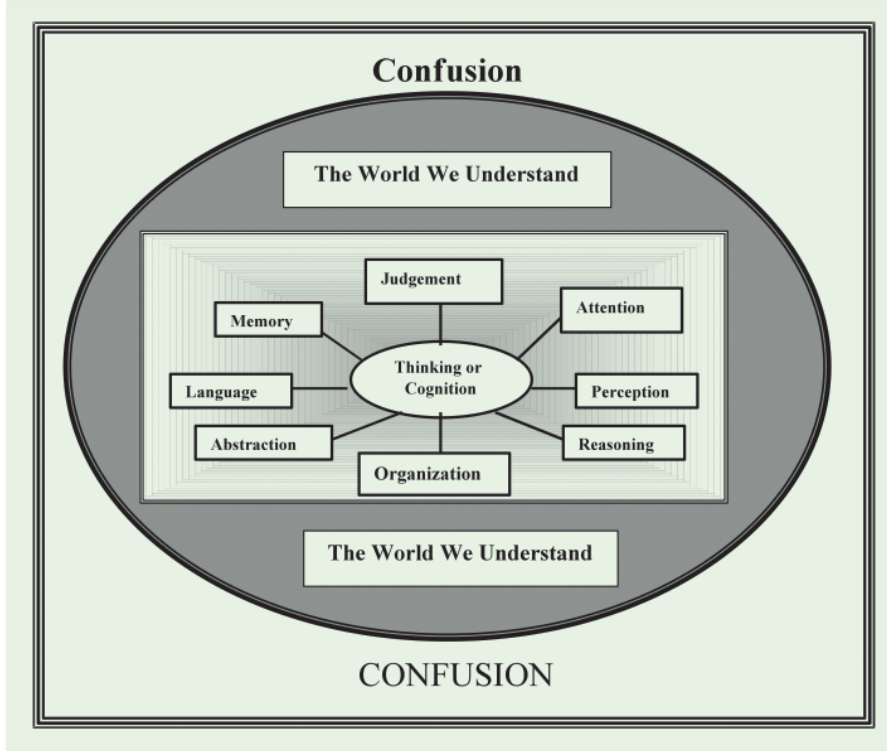 Confusion
The World We Understand
Judgement
Attention
Memory
Thinking or
Cognition
Language
Perception
Abstraction
Reasoning
Organization
The World We Understand
CONFUSION